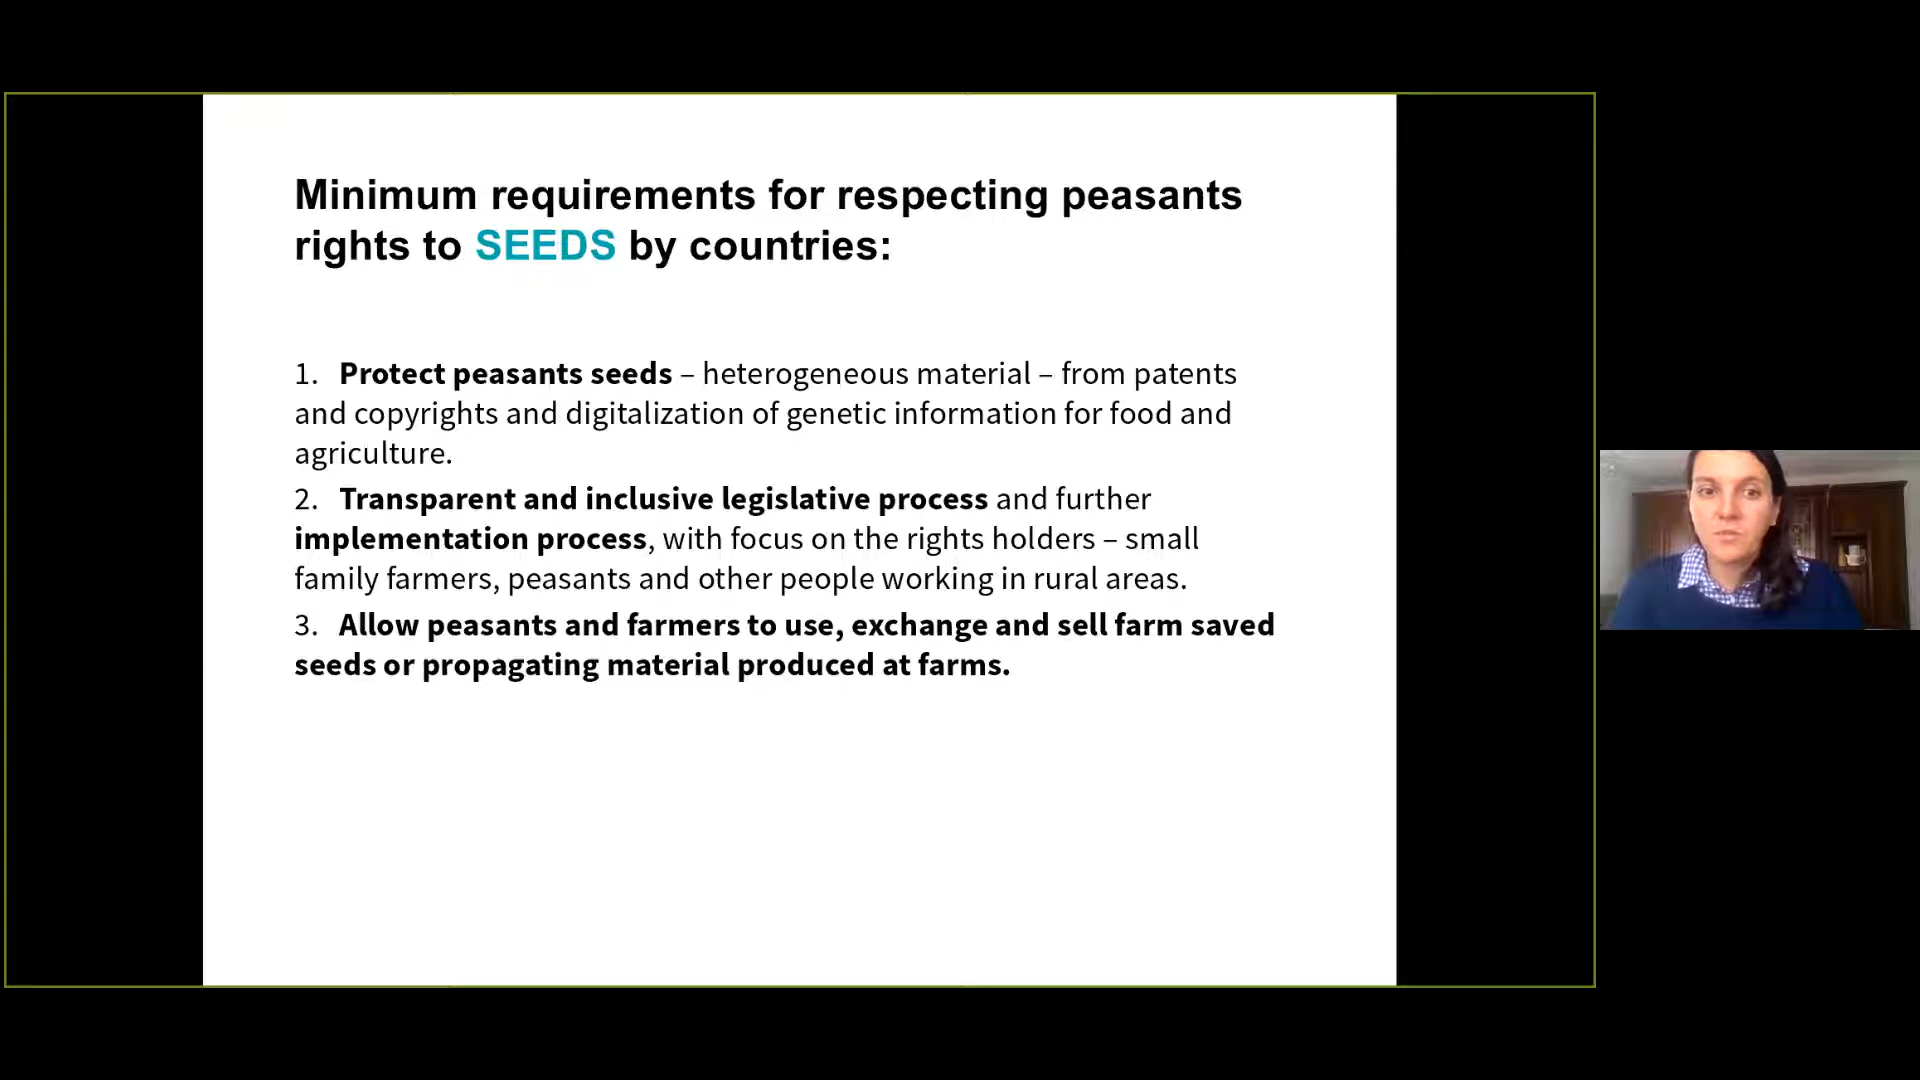 Minimum requirements for respecting peasants
rights to SEEDS by countries:
1. Protect peasants seeds – heterogeneous material – from patents
and copyrights and digitalization of genetic information for food and
agriculture.
2. Transparent and inclusive legislative process and further
implementation process, with focus on the rights holders – small
family farmers, peasants and other people working in rural areas.
3. Allow peasants and farmers to use, exchange and sell farm saved
seeds or propagating material produced at farms.